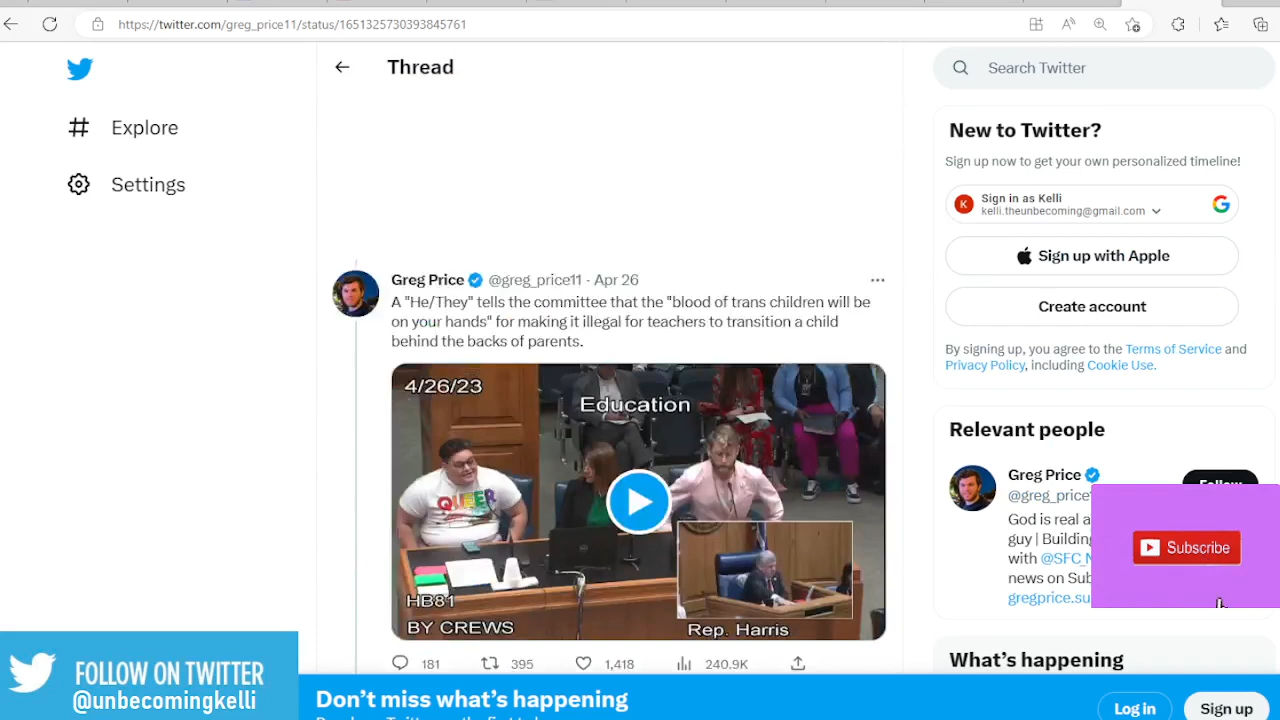 https://twitter.com/greg_price11/status/1651325730393845761
Explore
Settings
Thread
Greg Price @greg_price11 · Apr 26
A "He/They" tells the committee that the "blood of trans children will be
on your hands" for making it illegal for teachers to transition a child
behind the backs of parents.
4/26/23
Education
QUEER
HB81
BY CREWS
Rep. Harris
181 395 1,418 240.9K
Search Twitter
New to Twitter?
Sign up now to get your own personalized timeline!
K
Sign in as Kelli
kelli.theunbecoming@gmail.com
Sign up with Apple
Create account
By signing up, you agree to the Terms of Service and
Privacy Policy, including Cookie Use.
Relevant people
Greg Price
@greg_price
Follow
God is real a
guy | Building
with @SFC_N
news on Sub
gregprice.su
Subscribe
What's happening
FOLLOW ON TWITTER
@unbecomingkelli
Don't miss what's happening
Log in
Sign up